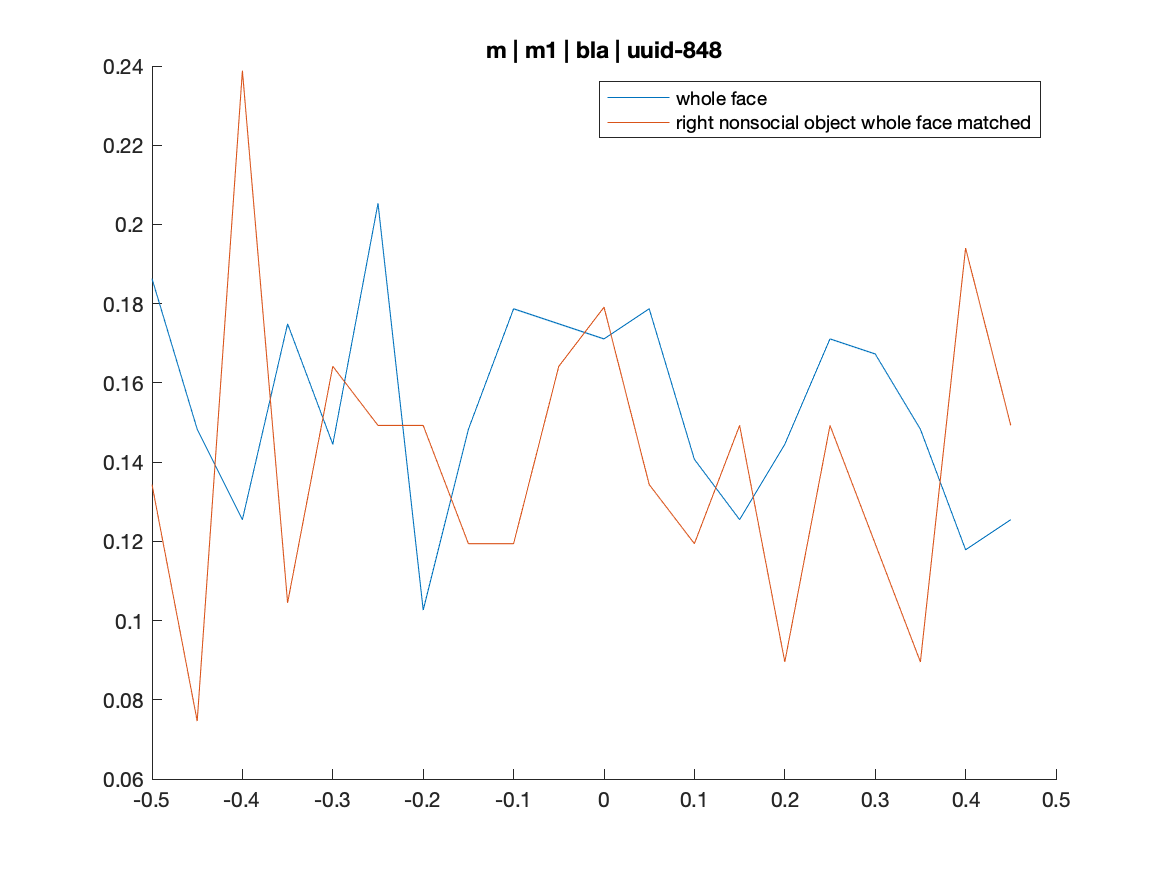 m | m1 | bla | uuid-848
whole face
right nonsocial object whole face matched
0.24
0.22
0.2
0.18
0.16
0.14
0.12
0.1
0.08
0.06
-0.5 -0.4 -0.3 -0.2 -0.1 0 0.1 0.2 0.3 0.4 0.5